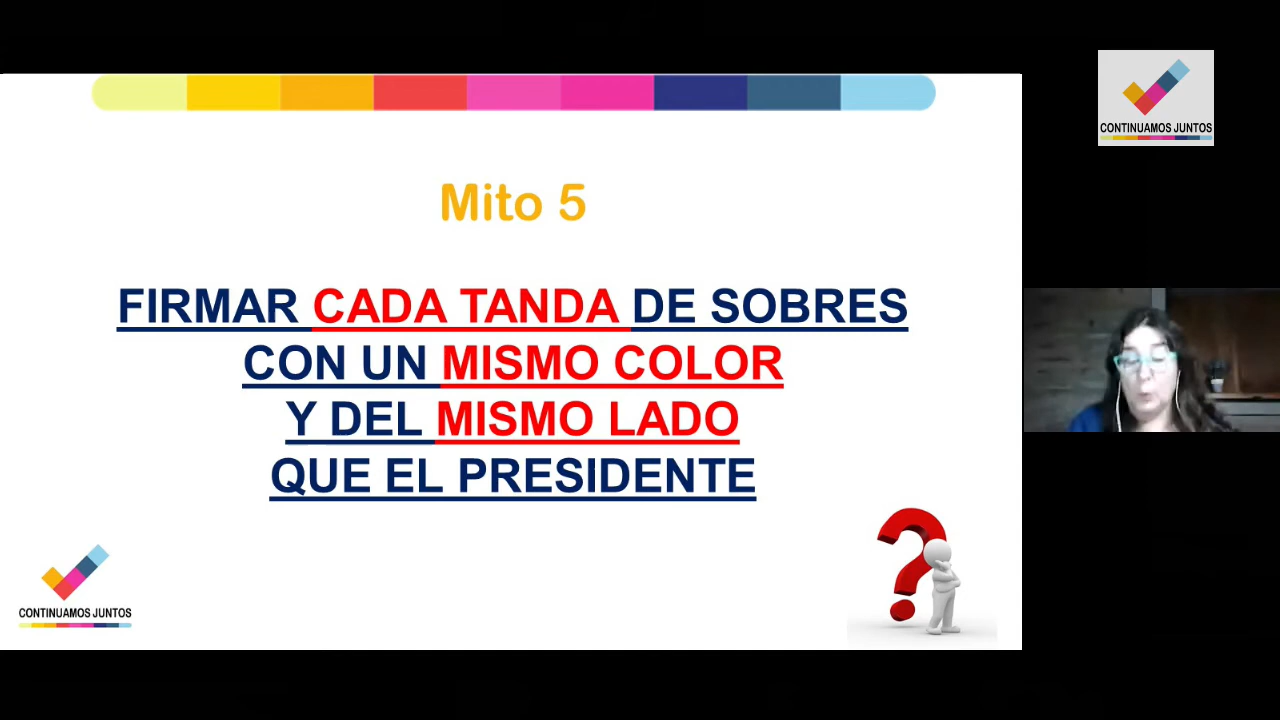 Mito 5
FIRMAR CADA TANDA DE SOBRES
CON UN MISMO COLOR
Y DEL MISMO LADO
QUE EL PRESIDENTE
CONTINUAMOS JUNTOS
CONTINUAMOS JUNTOS